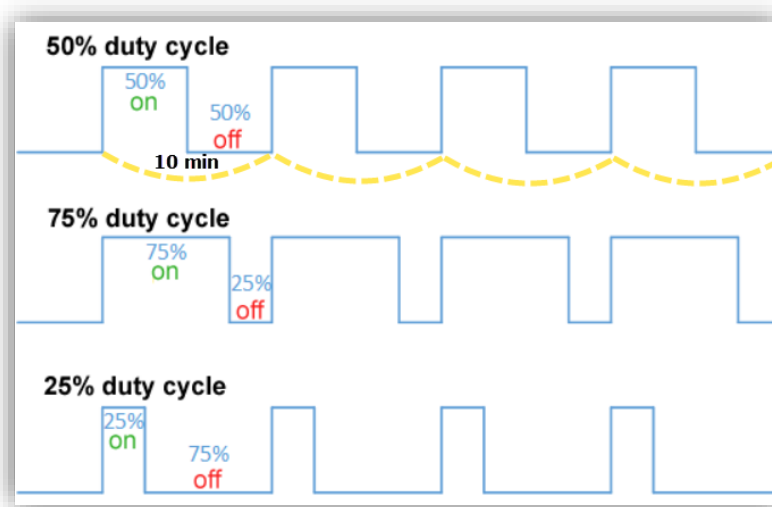 50% duty cycle
50%
on
50%
off
10 min
75% duty cycle
75%
on
25%
off
25% duty cycle
25%
on
75%
off